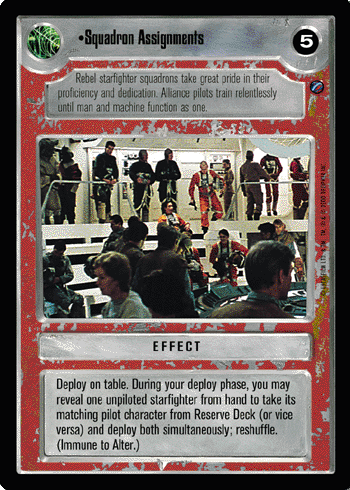 •Squadron Assignments
5
Rebel starfighter squadrons take great pride in their
proficiency and dedication. Alliance pilots train relentlessly
until man and machine function as one.
EFFECT
Deploy on table. During your deploy phase, you may
reveal one unpiloted starfighter from hand to take its
matching pilot character from Reserve Deck (or vice
versa) and deploy both simultaneously; reshuffle.
(Immune to Alter.)